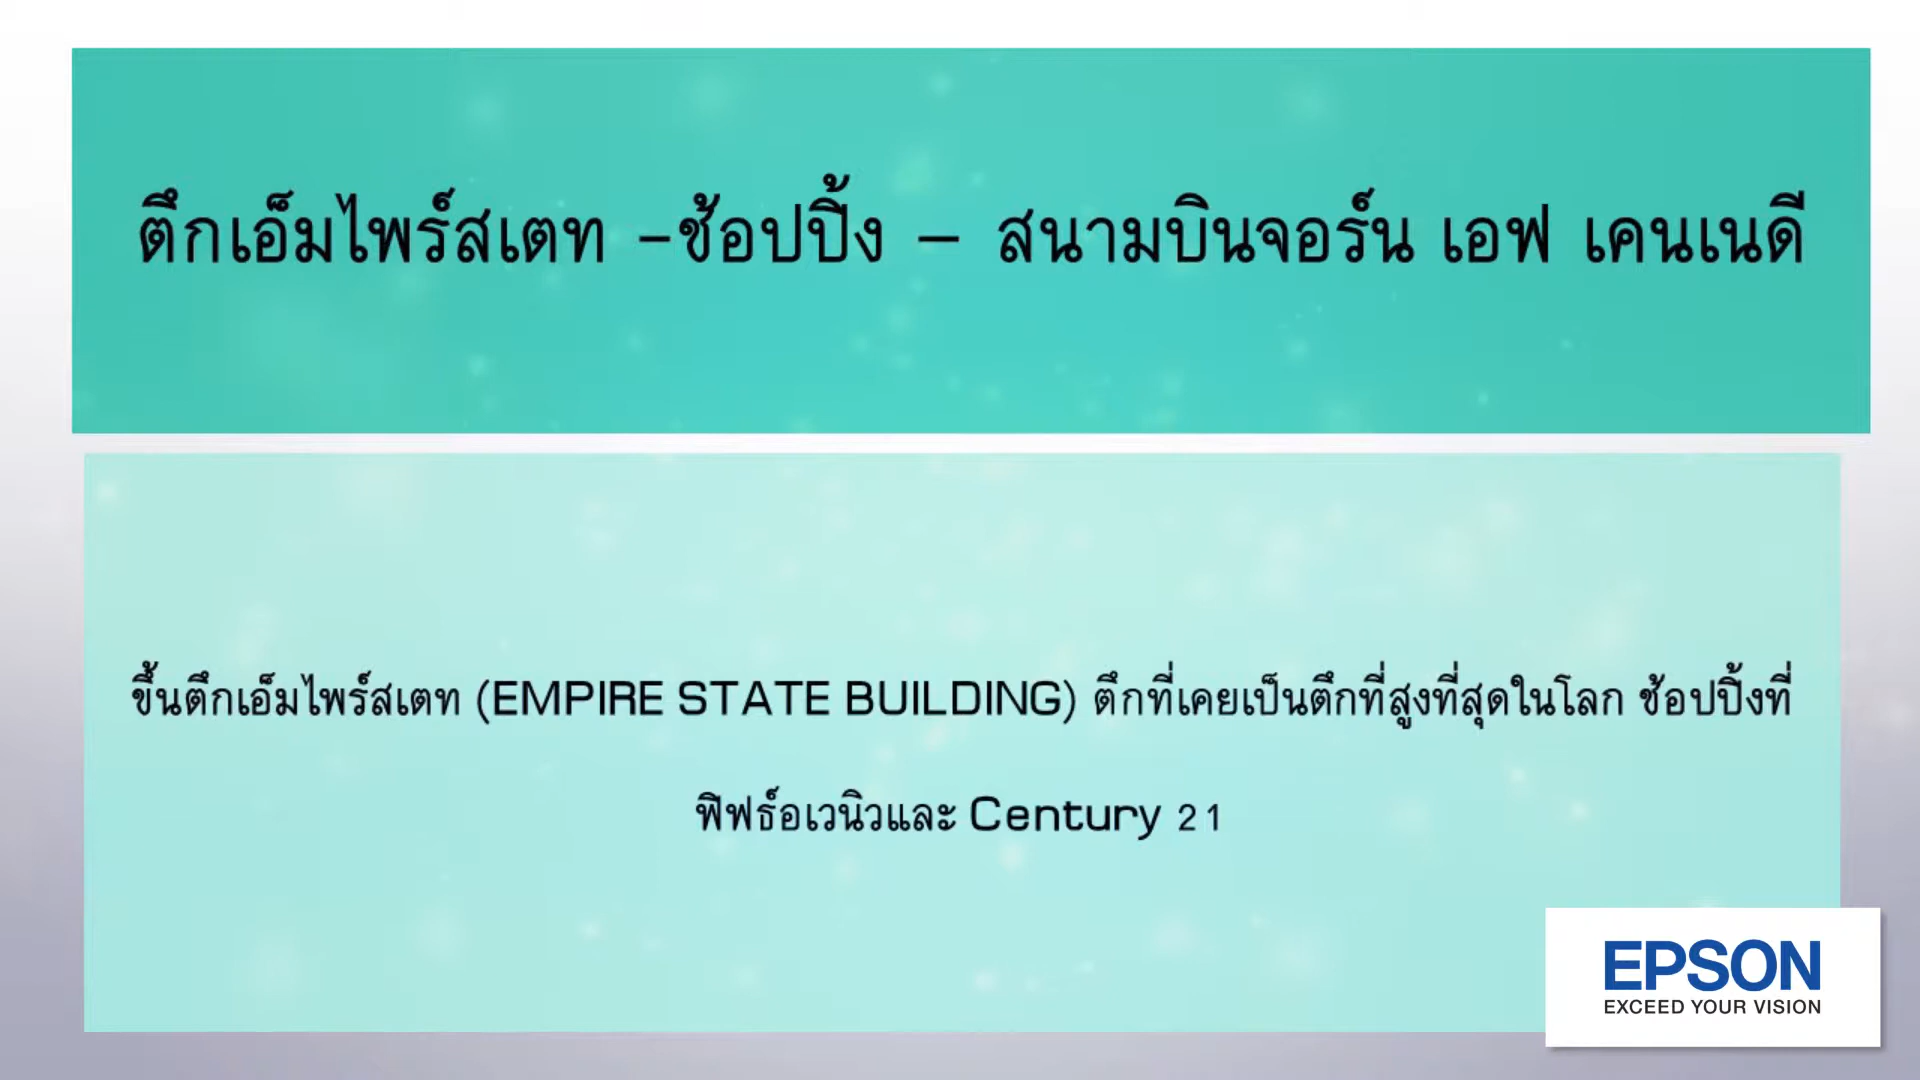 ตึกเอ็มไพร์สเตท -ช้อปปิ้ง – สนามบินจอร์น เอฟ เคนเนดี
ขึ้นตึกเอ็มไพร์สเตท (EMPIRE STATE BUILDING) ตึกที่เคยเป็นตึกที่สูงที่สุดในโลก ช้อปปิ้งที่
ฟิฟธ์อเวนิวและ Century 21
EPSON
EXCEED YOUR VISION